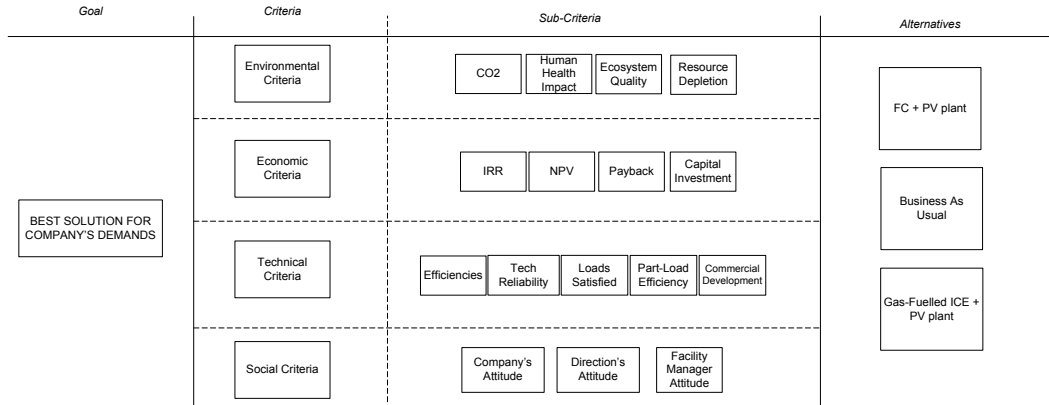 Goal
Criteria
Sub-Criteria
Alternatives
Environmental
Criteria
CO2
Human
Health
Impact
Ecosystem
Quality
Resource
Depletion
FC + PV plant
Economic
Criteria
IRR
NPV
Payback
Capital
Investment
BEST SOLUTION FOR
COMPANY'S DEMANDS
Business As
Usual
Technical
Criteria
Efficiencies
Tech
Reliability
Loads
Satisfied
Part-Load
Efficiency
Commercial
Development
Gas-Fuelled ICE +
PV plant
Social Criteria
Company's
Attitude
Direction's
Attitude
Facility
Manager
Attitude